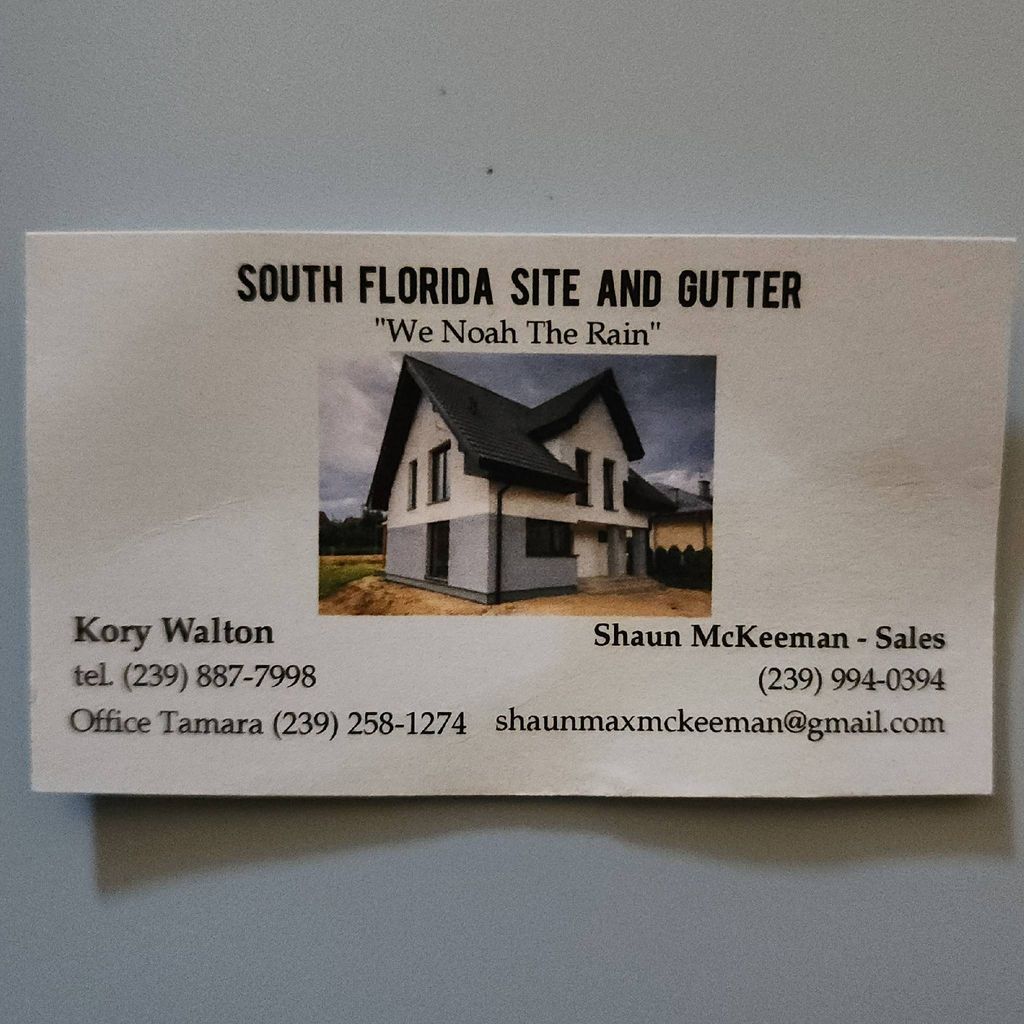 SOUTH FLORIDA SITE AND GUTTER
"We Noah The Rain"
Kory Walton
tel. (239) 887-7998
Office Tamara (239) 258-1274
Shaun McKeeman - Sales
(239) 994-0394
shaunmaxmckeeman@gmail.com